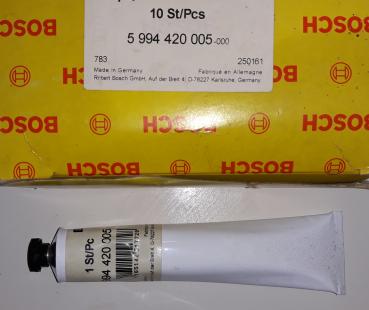 10 St/Pcs
5 994 420 005-000
783 250161
Made in Germany Fabriqué en Allemagne
Robert Bosch GmbH, Auf der Breit 4, D-76227 Karlsruhe, Germany
BOSCH
BOSCH
BOSCH
BOSCH
BOSCH
BOSCH
BOSCH
1 St/Pc
994 420 005